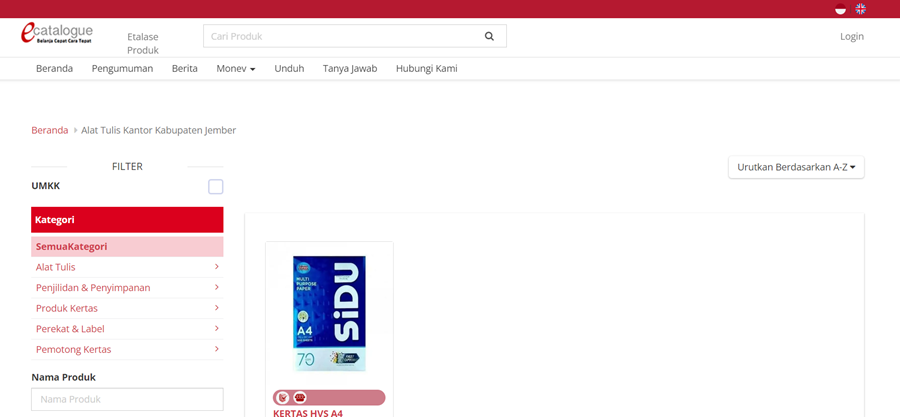 ecatalogue
Belanja Cepat Cara Tepat
Etalase
Produk
Cari Produk
Login
Beranda Pengumuman Berita Monev Unduh Tanya Jawab Hubungi Kami
Beranda Alat Tulis Kantor Kabupaten Jember
FILTER
Urutkan Berdasarkan A-Z
UMKK
Kategori
SemuaKategori
Alat Tulis
Penjilidan & Penyimpanan
Produk Kertas
Perekat & Label
Pemotong Kertas
Nama Produk
Nama Produk
MULTI
PURPOSE
PAPER
SiDU
A4
70
KERTAS HVS A4